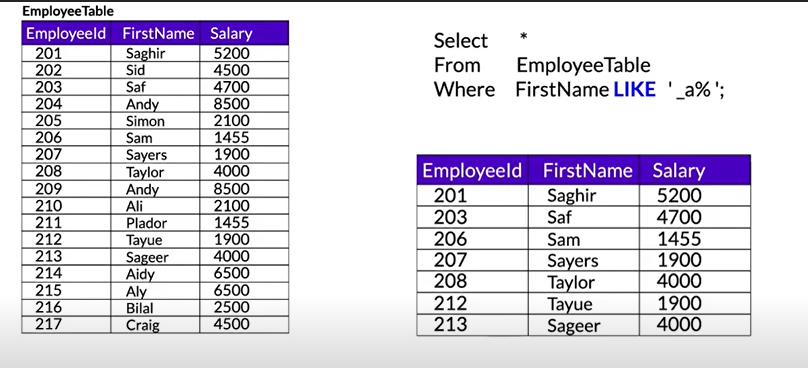 EmployeeTable
EmployeeId FirstName Salary
201 Saghir 5200
202 Sid 4500
203 Saf 4700
204 Andy 8500
205 Simon 2100
206 Sam 1455
207 Sayers 1900
208 Taylor 4000
209 Andy 8500
210 Ali 2100
211 Plador 1455
212 Tayue 1900
213 Sageer 4000
214 Aidy 6500
215 Aly 6500
216 Bilal 2500
217 Craig 4500
Select *
From EmployeeTable
Where FirstName LIKE '_a% ';
EmployeeId FirstName Salary
201 Saghir 5200
203 Saf 4700
206 Sam 1455
207 Sayers 1900
208 Taylor 4000
212 Tayue 1900
213 Sageer 4000